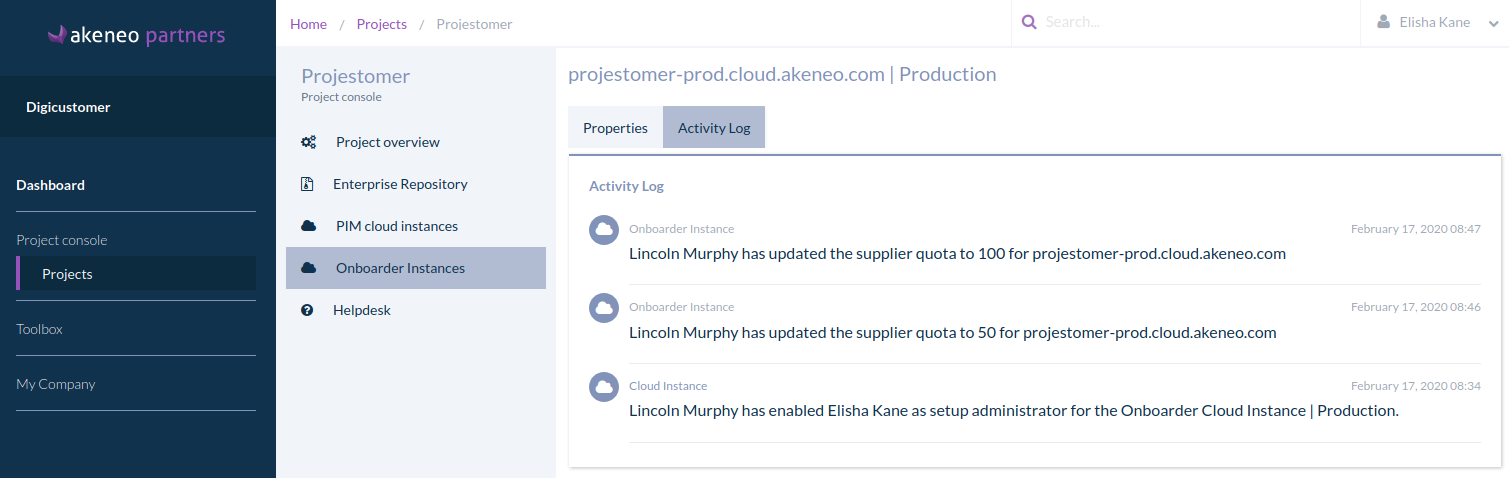 akeneo partners
Digicustomer
Dashboard
Project console
Projects
Toolbox
My Company
Home / Projects / Projestomer
Search...
Elisha Kane
Projestomer
Project console
Project overview
Enterprise Repository
PIM cloud instances
Onboarder Instances
Helpdesk
projestomer-prod.cloud.akeneo.com | Production
Properties
Activity Log
Activity Log
Onboarder Instance
February 17, 2020 08:47
Lincoln Murphy has updated the supplier quota to 100 for projestomer-prod.cloud.akeneo.com
Onboarder Instance
February 17, 2020 08:46
Lincoln Murphy has updated the supplier quota to 50 for projestomer-prod.cloud.akeneo.com
Cloud Instance
February 17, 2020 08:34
Lincoln Murphy has enabled Elisha Kane as setup administrator for the Onboarder Cloud Instance | Production.